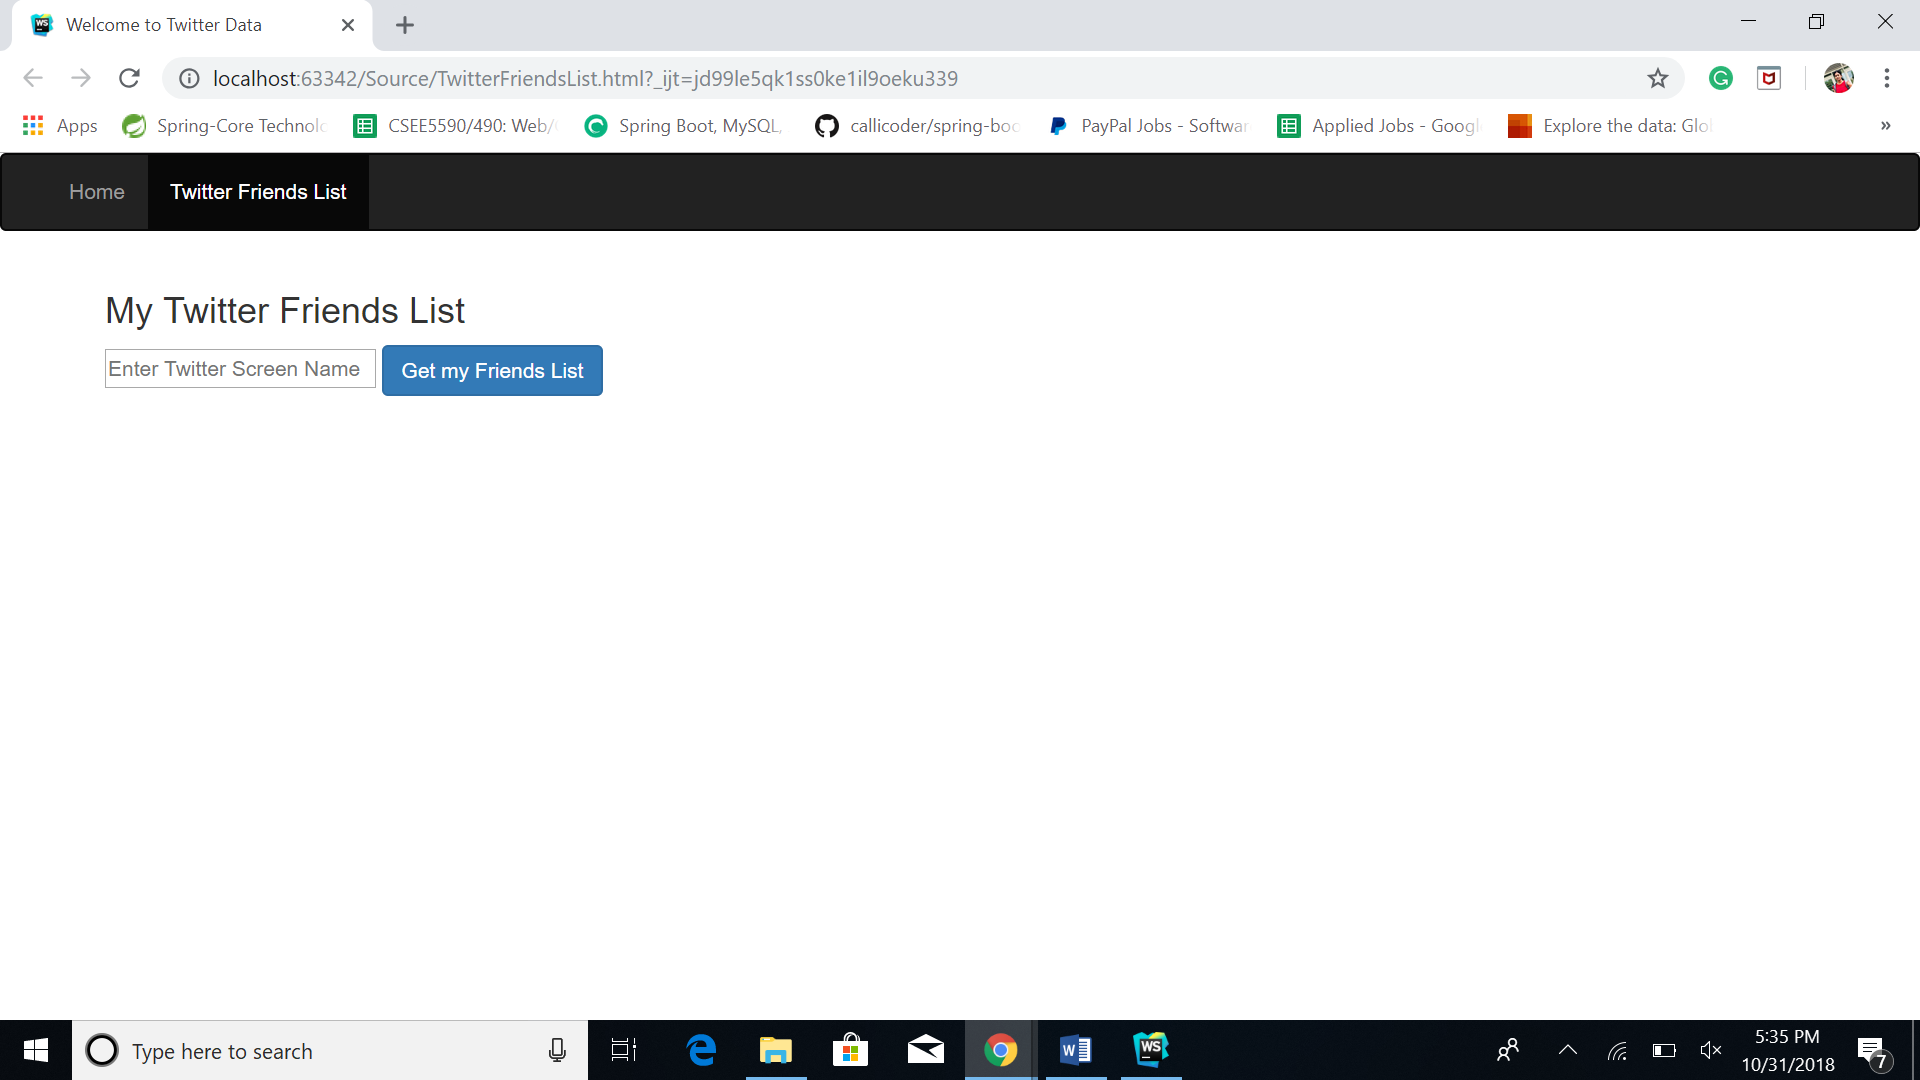 Welcome to Twitter Data
localhost:63342/Source/TwitterFriendsList.html?_ijt=jd99le5qk1ss0ke1il9oeku339
Apps
Spring-Core Technolo
CSEE5590/490: Web/
Spring Boot, MySQL,
callicoder/spring-boo
PayPal Jobs - Softwar
Applied Jobs - Googl
Explore the data: Glo
»
Home
Twitter Friends List
My Twitter Friends List
Enter Twitter Screen Name
Get my Friends List
Type here to search
5:35 PM
10/31/2018
7